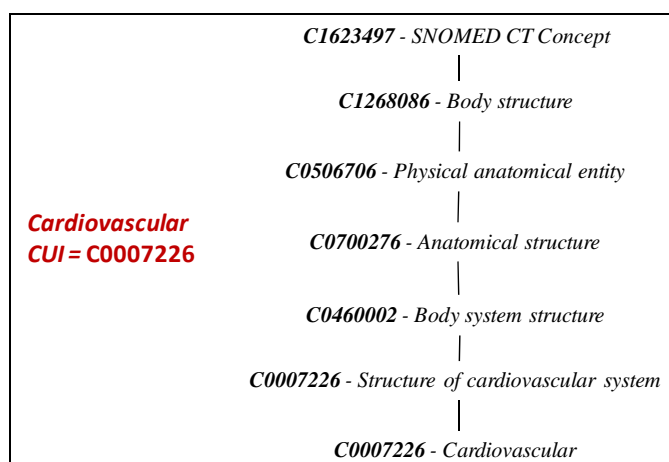 C1623497 - SNOMED CT Concept
C1268086 - Body structure
C0506706 - Physical anatomical entity
Cardiovascular
CUI = C0007226
C0700276 - Anatomical structure
C0460002 - Body system structure
C0007226 - Structure of cardiovascular system
C0007226 - Cardiovascular